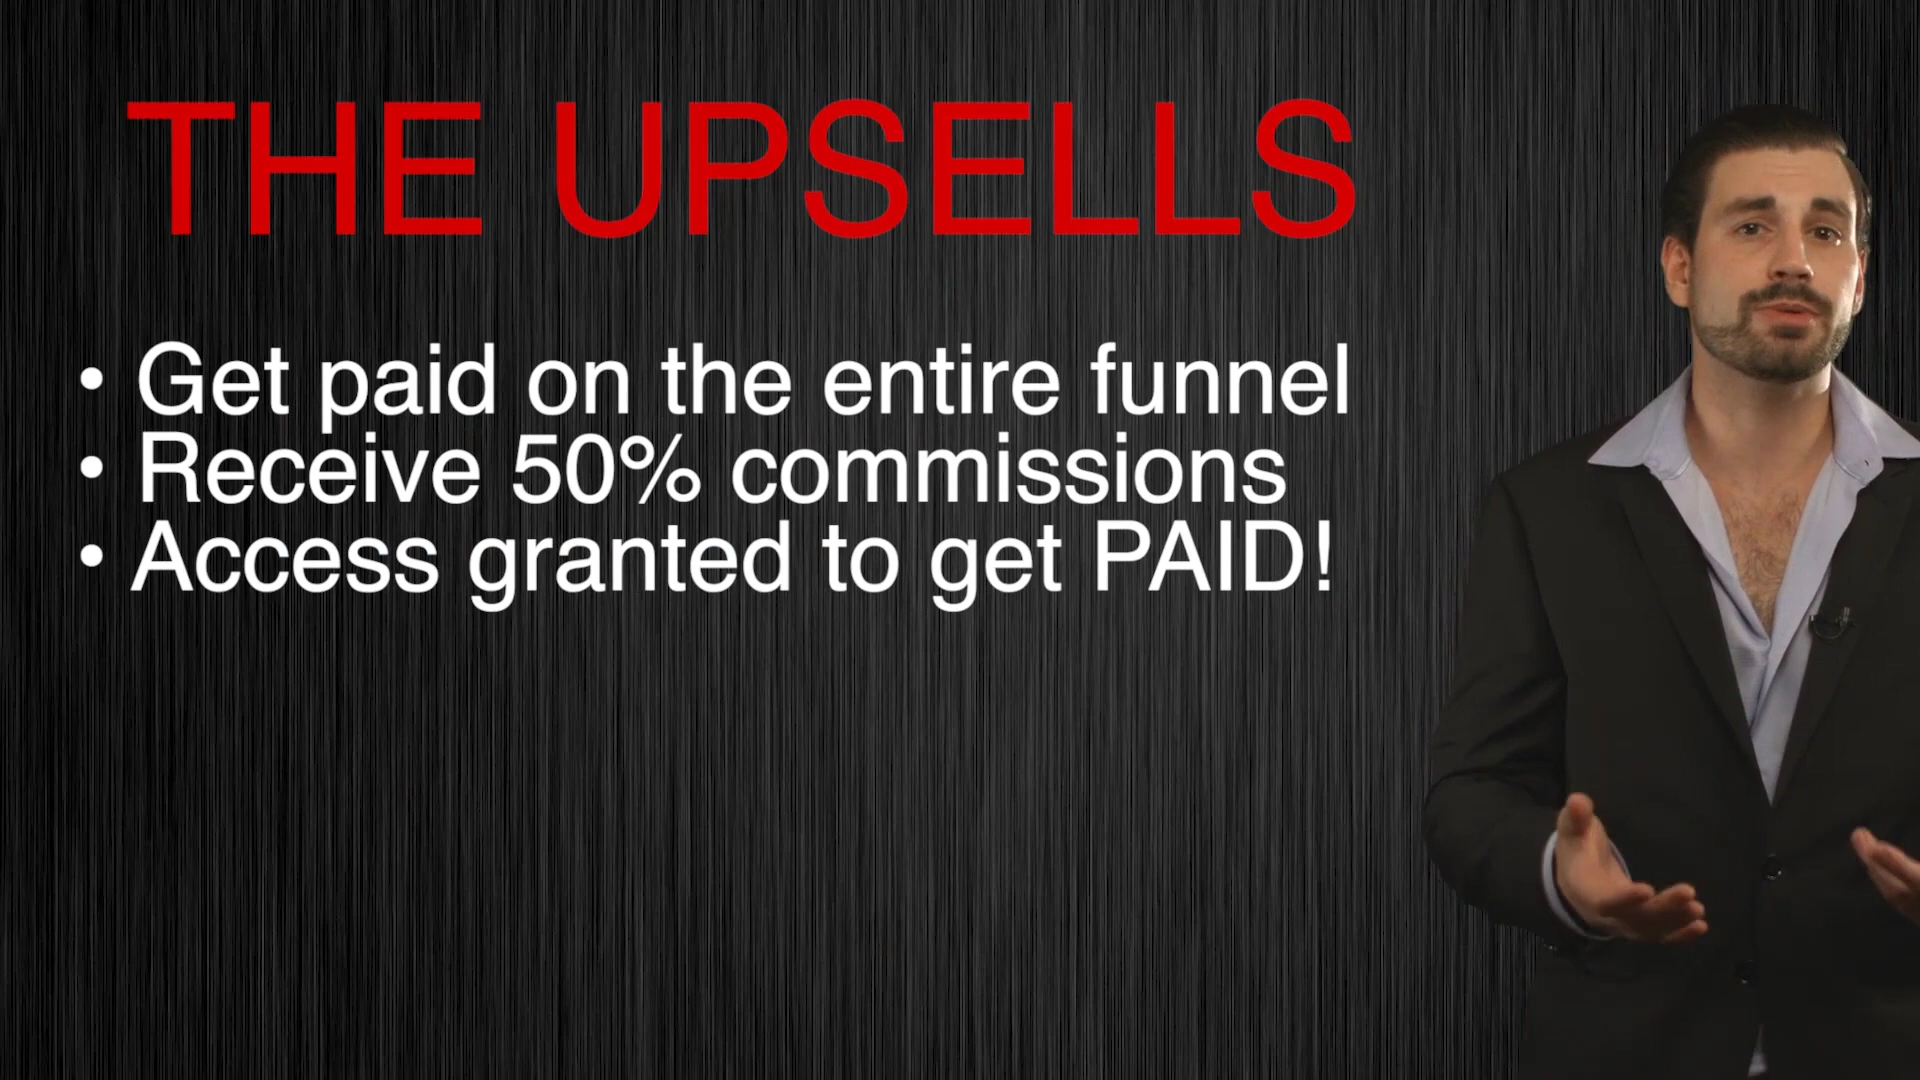 THE UPSELLS
• Get paid on the entire funnel
• Receive 50% commissions
• Access granted to get PAID!